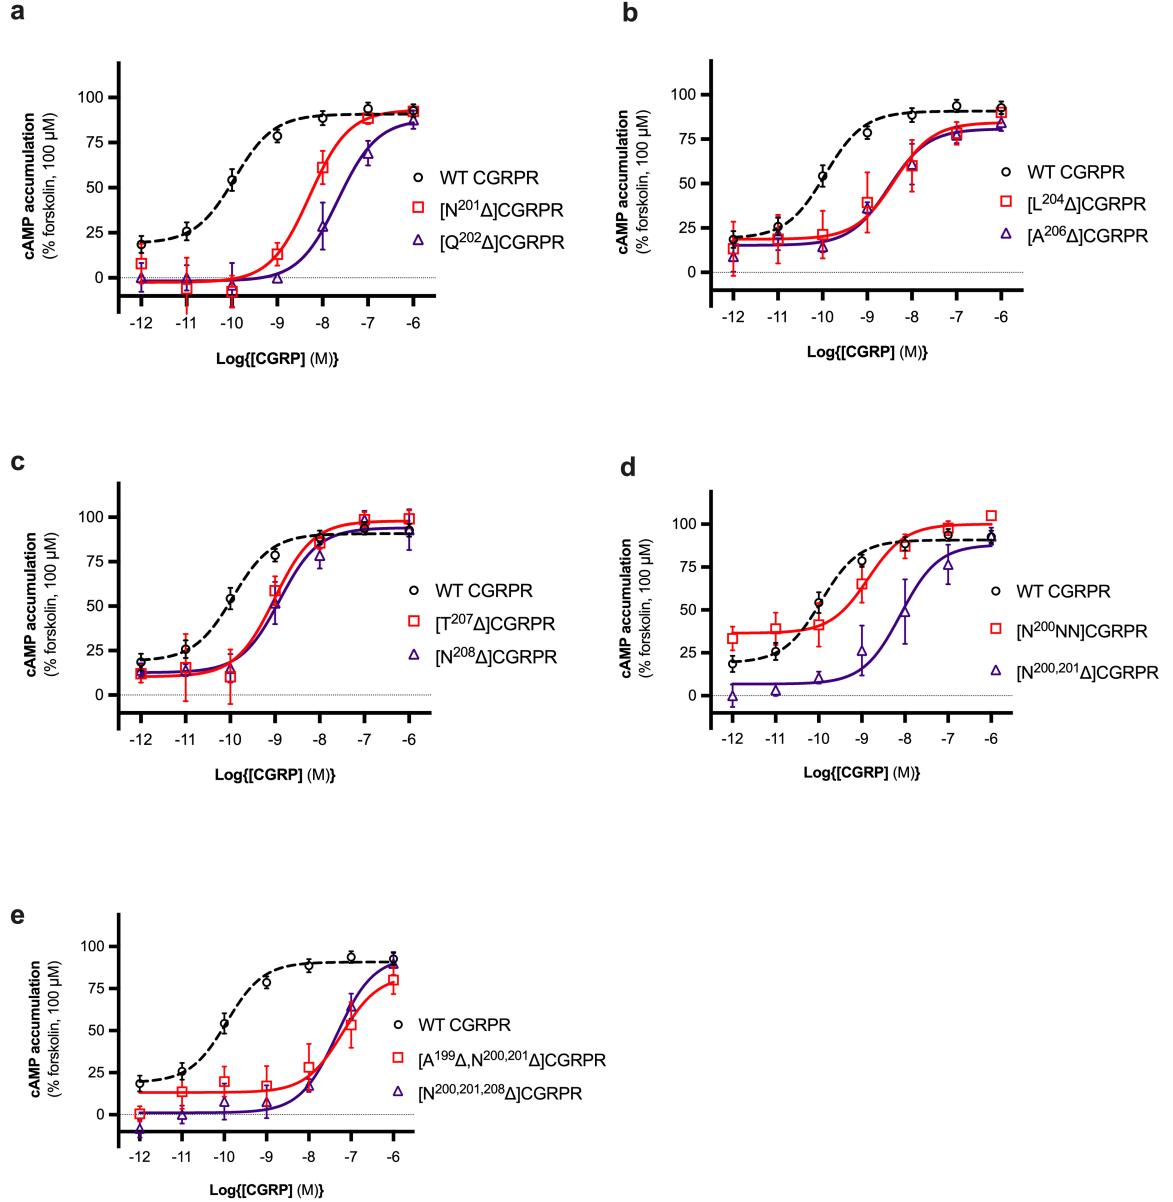 a
cAMP accumulation
(% forskolin, 100 µM)
100
75
50
25
0
-12 -11 -10 -9 -8 -7 -6
Log{[CGRP] (M)}
WT CGRPR
[N²⁰¹Δ]CGRPR
[Q²⁰²Δ]CGRPR
b
cAMP accumulation
(% forskolin, 100 µM)
100
75
50
25
0
-12 -11 -10 -9 -8 -7 -6
Log{[CGRP] (M)}
WT CGRPR
[L²⁰⁴Δ]CGRPR
[A²⁰⁶Δ]CGRPR
c
cAMP accumulation
(% forskolin, 100 µM)
100
75
50
25
0
-12 -11 -10 -9 -8 -7 -6
Log{[CGRP] (M)}
WT CGRPR
[T²⁰⁷Δ]CGRPR
[N²⁰⁸Δ]CGRPR
d
cAMP accumulation
(% forskolin, 100 µM)
100
75
50
25
0
-12 -11 -10 -9 -8 -7 -6
Log{[CGRP] (M)}
WT CGRPR
[N²⁰⁰NN]CGRPR
[N²⁰⁰,²⁰¹Δ]CGRPR
e
cAMP accumulation
(% forskolin, 100 µM)
100
75
50
25
0
-12 -11 -10 -9 -8 -7 -6
Log{[CGRP] (M)}
WT CGRPR
[A¹⁹⁹Δ,N²⁰⁰,²⁰¹Δ]CGRPR
[N²⁰⁰,²⁰¹,²⁰⁸Δ]CGRPR